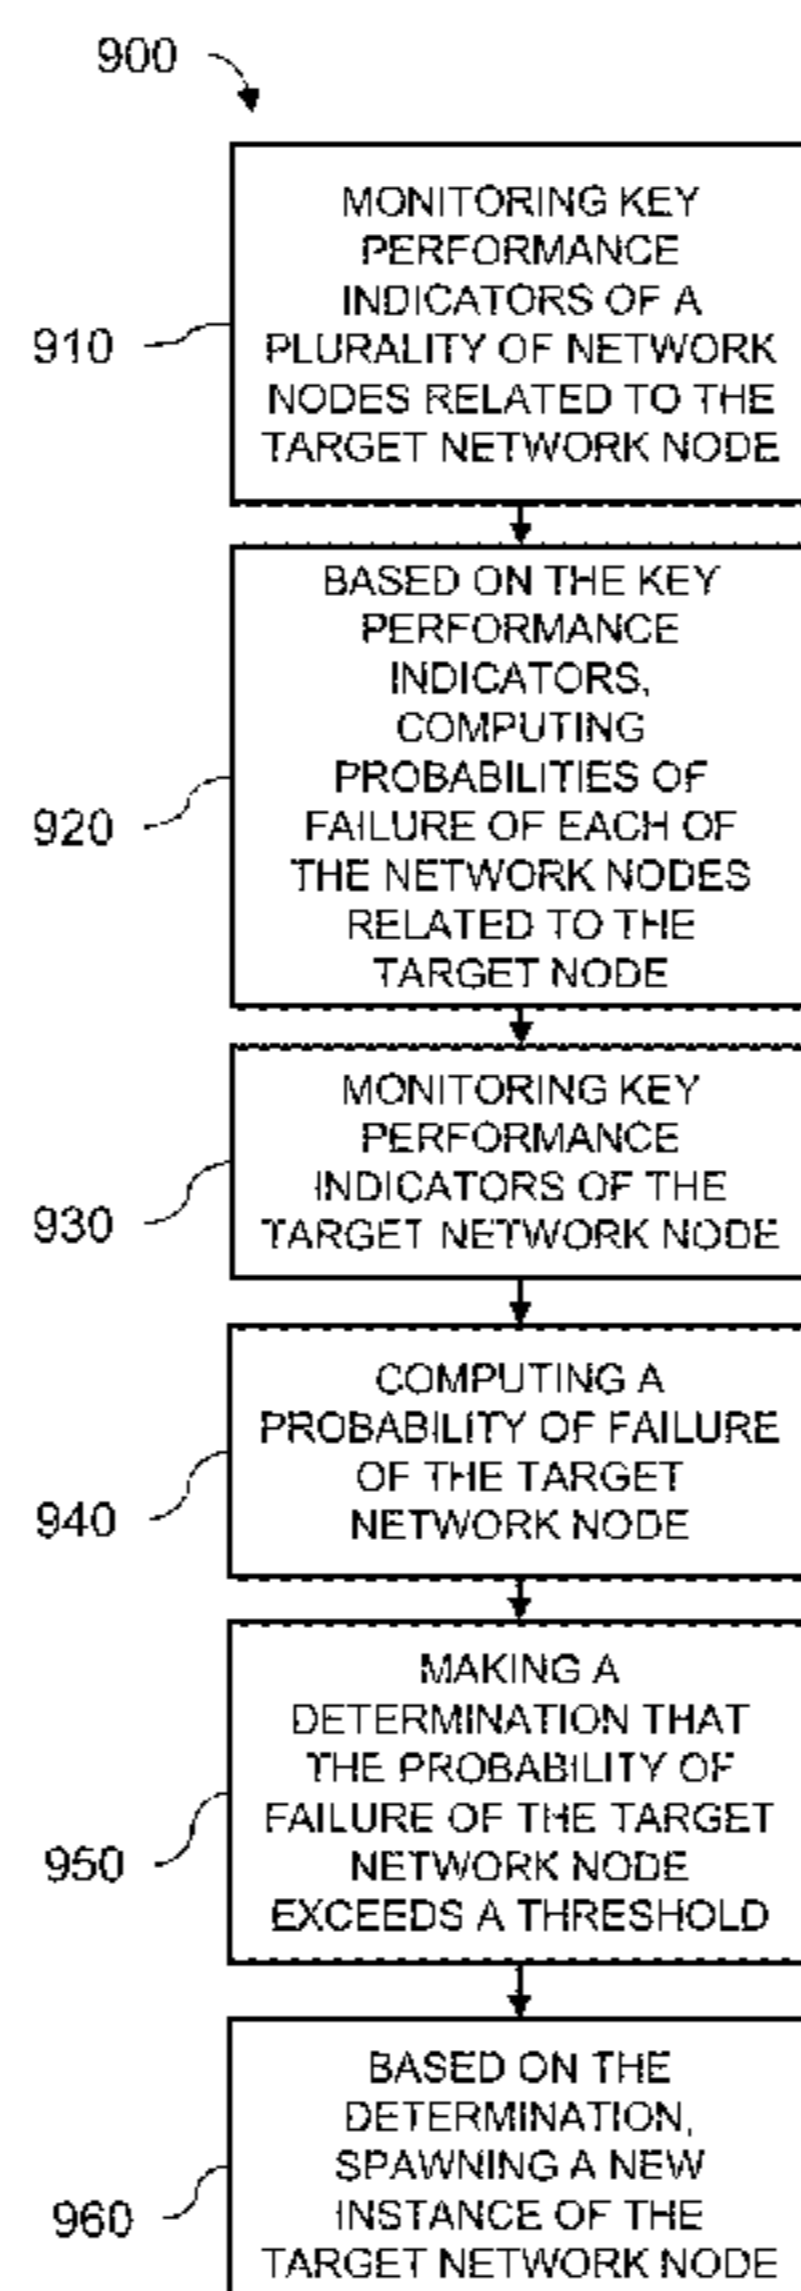 900
910
MONITORING KEY
PERFORMANCE
INDICATORS OF A
PLURALITY OF NETWORK
NODES RELATED TO THE
TARGET NETWORK NODE
920
BASED ON THE KEY
PERFORMANCE
INDICATORS,
COMPUTING
PROBABILITIES OF
FAILURE OF EACH OF
THE NETWORK NODES
RELATED TO THE
TARGET NODE
930
MONITORING KEY
PERFORMANCE
INDICATORS OF THE
TARGET NETWORK NODE
940
COMPUTING A
PROBABILITY OF FAILURE
OF THE TARGET
NETWORK NODE
950
MAKING A
DETERMINATION THAT
THE PROBABILITY OF
FAILURE OF THE TARGET
NETWORK NODE
EXCEEDS A THRESHOLD
960
BASED ON THE
DETERMINATION,
SPAWNING A NEW
INSTANCE OF THE
TARGET NETWORK NODE